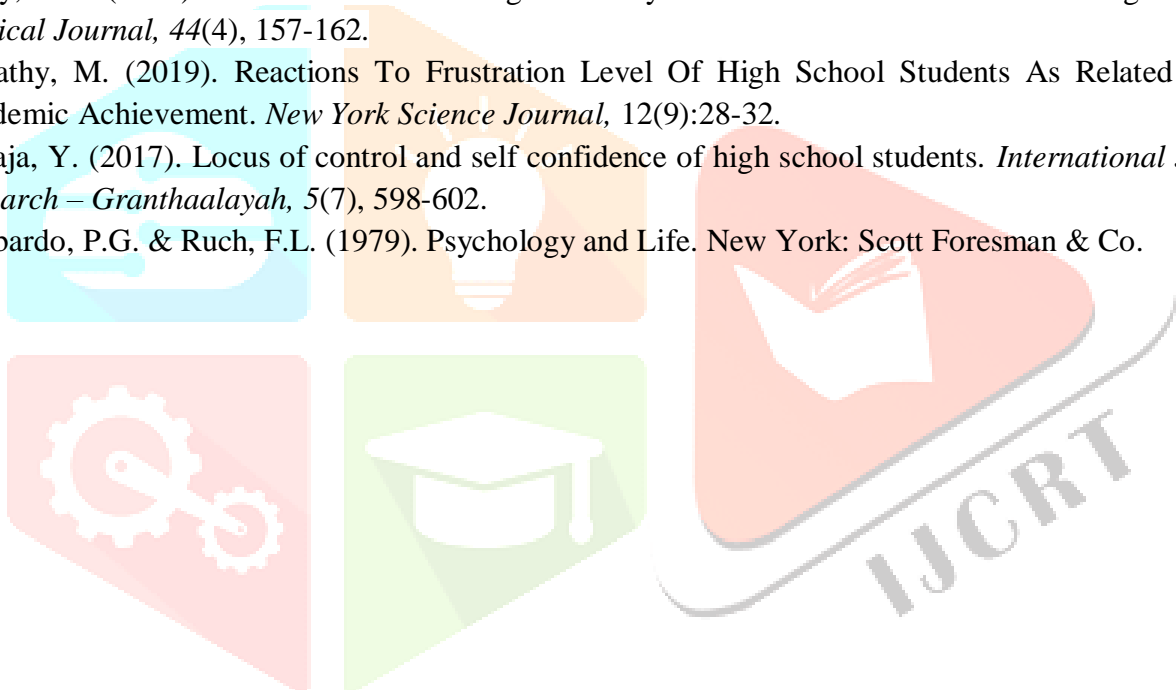 ical Journal, 44(4), 157-162.
athy, M. (2019). Reactions To Frustration Level Of High School Students As Related
demic Achievement. New York Science Journal, 12(9):28-32.
aja, Y. (2017). Locus of control and self confidence of high school students. International
arch – Granthaalayah, 5(7), 598-602.
bardo, P.G. & Ruch, F.L. (1979). Psychology and Life. New York: Scott Foresman & Co.
IJCRT